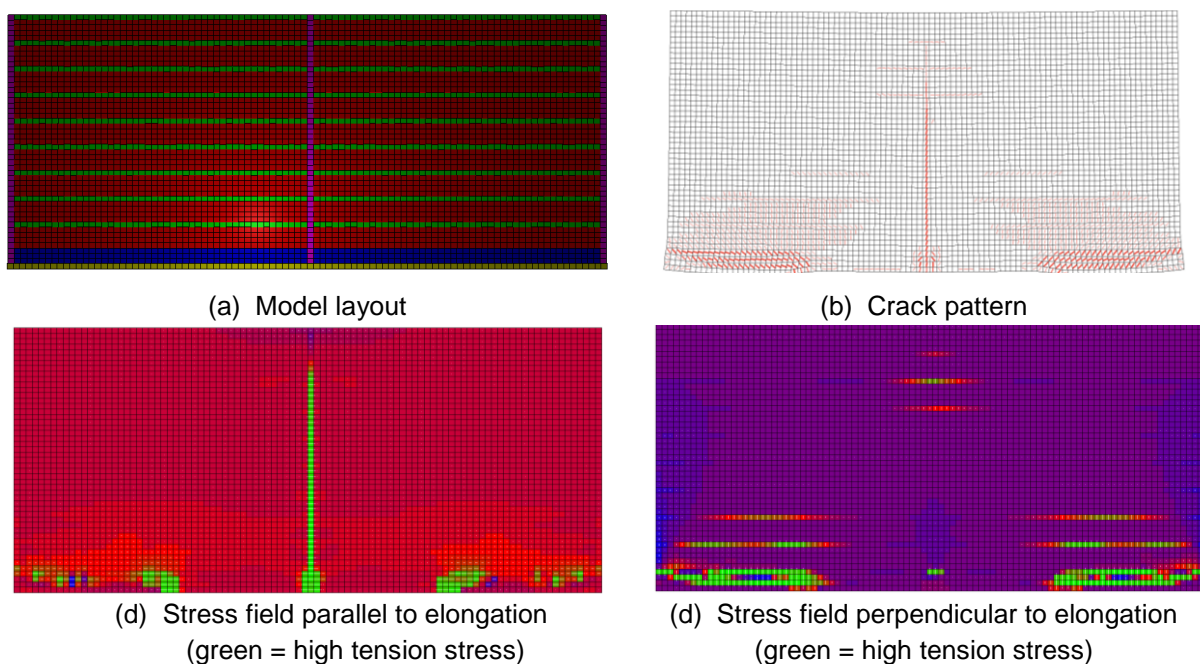 (a) Model layout
(b) Crack pattern
(d) Stress field parallel to elongation
(green = high tension stress)
(d) Stress field perpendicular to elongation
(green = high tension stress)